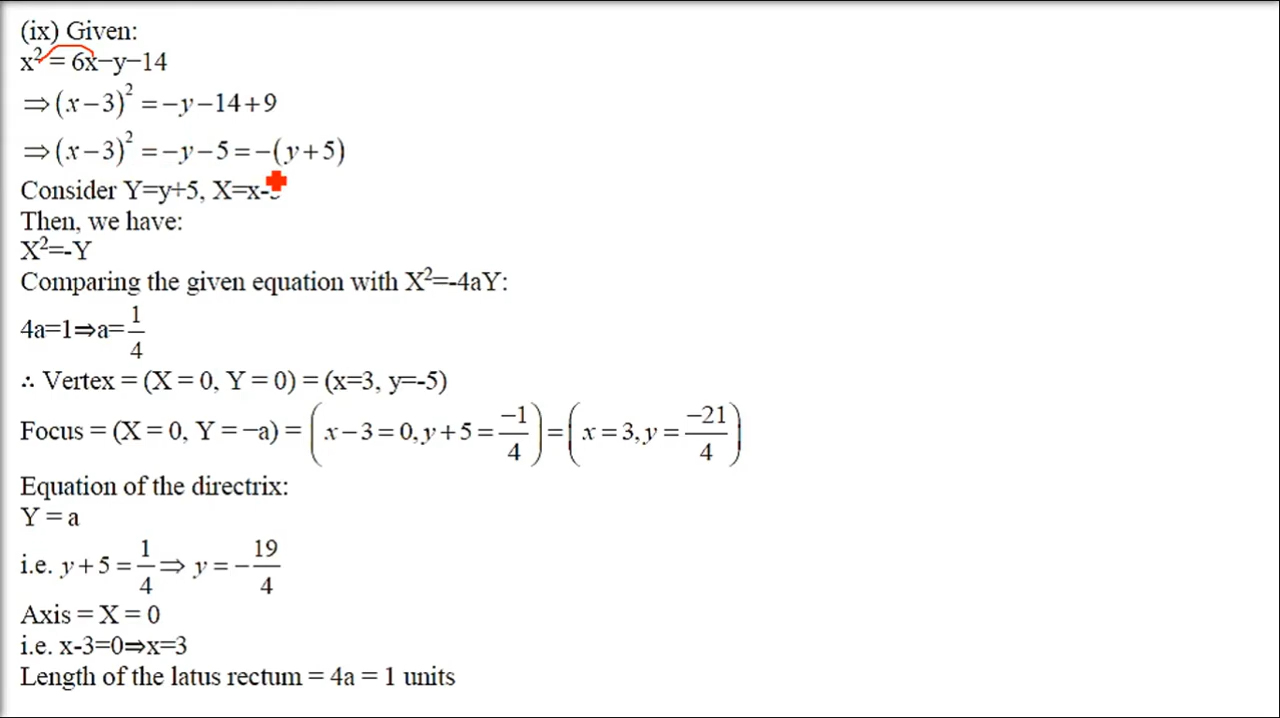 (ix) Given:
x² = 6x−y−14
⇒(x−3)² = −y−14+9
⇒(x−3)² = −y−5 = −(y+5)
Consider Y=y+5, X=x-
Then, we have:
X²=-Y
Comparing the given equation with X²=-4aY:
4a=1⇒a=1/4
∴ Vertex = (X = 0, Y = 0) = (x=3, y=-5)
Focus = (X = 0, Y = −a) = (x−3=0, y+5=−1/4) = (x=3, y=−21/4)
Equation of the directrix:
Y = a
i.e. y+5=1/4⇒ y=−19/4
Axis = X = 0
i.e. x-3=0⇒x=3
Length of the latus rectum = 4a = 1 units